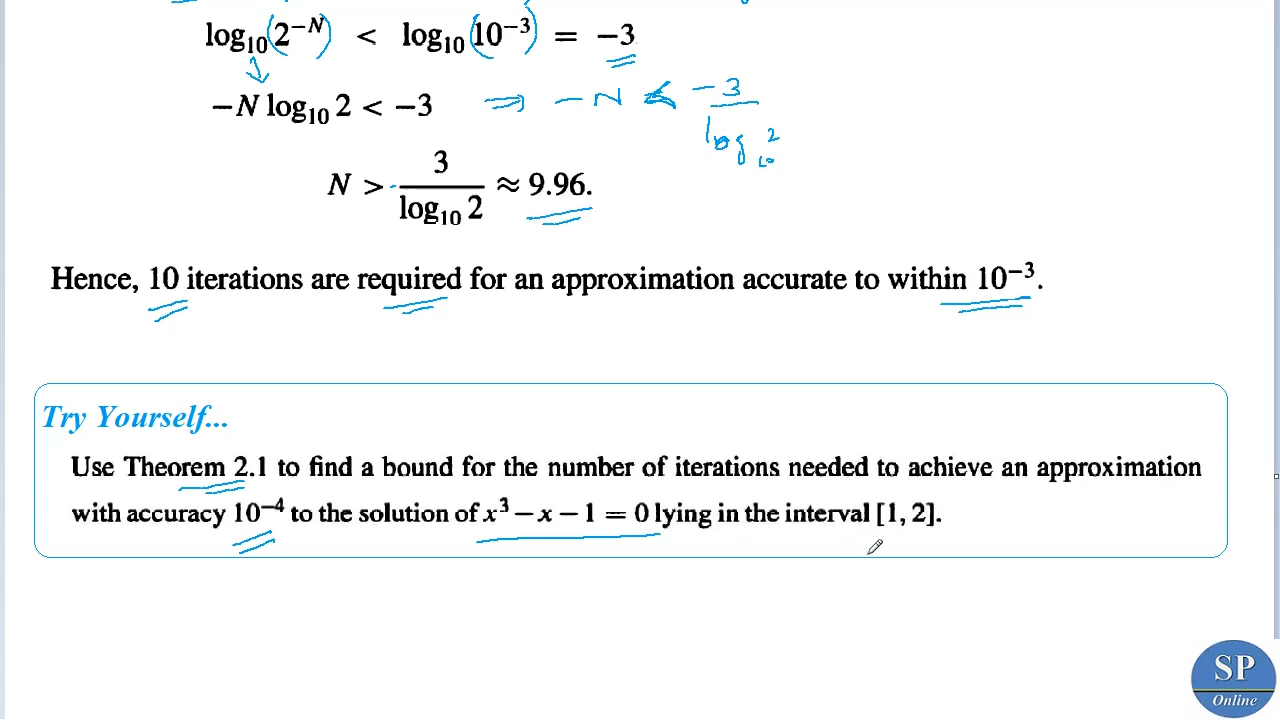 log₁₀(2⁻ᴺ) < log₁₀(10⁻³) = −3
−N log₁₀ 2 < −3 ⇒ −N < −3 / log₁₀ 2
N > 3 / log₁₀ 2 ≈ 9.96.
Hence, 10 iterations are required for an approximation accurate to within 10⁻³.
Try Yourself...
Use Theorem 2.1 to find a bound for the number of iterations needed to achieve an approximation
with accuracy 10⁻⁴ to the solution of x³ − x − 1 = 0 lying in the interval [1, 2].
SP
Online